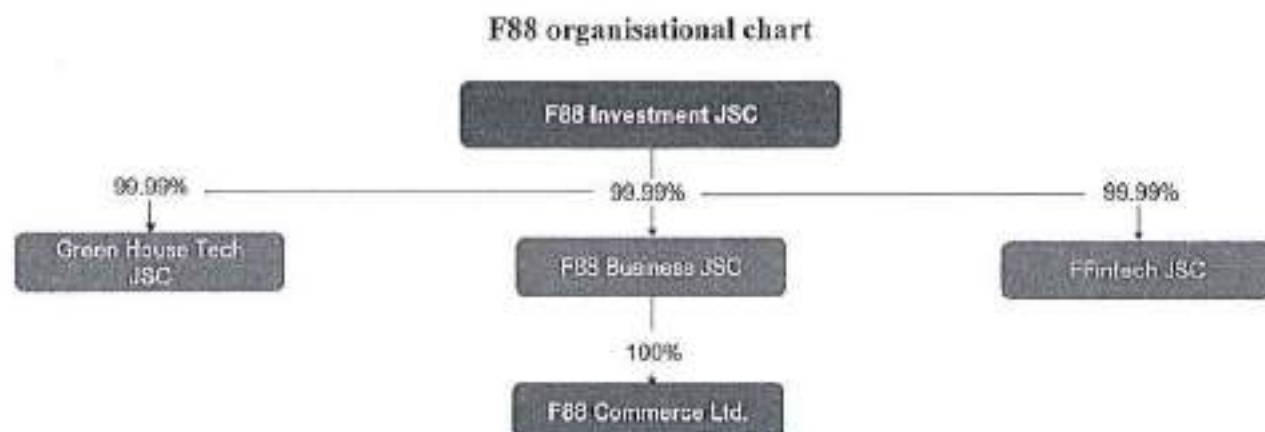 F88 organisational chart
F88 Investment JSC
99.99%
99.99%
99.99%
Green House Tech
JSC
F88 Business JSC
FFintech JSC
100%
F88 Commerce Ltd.